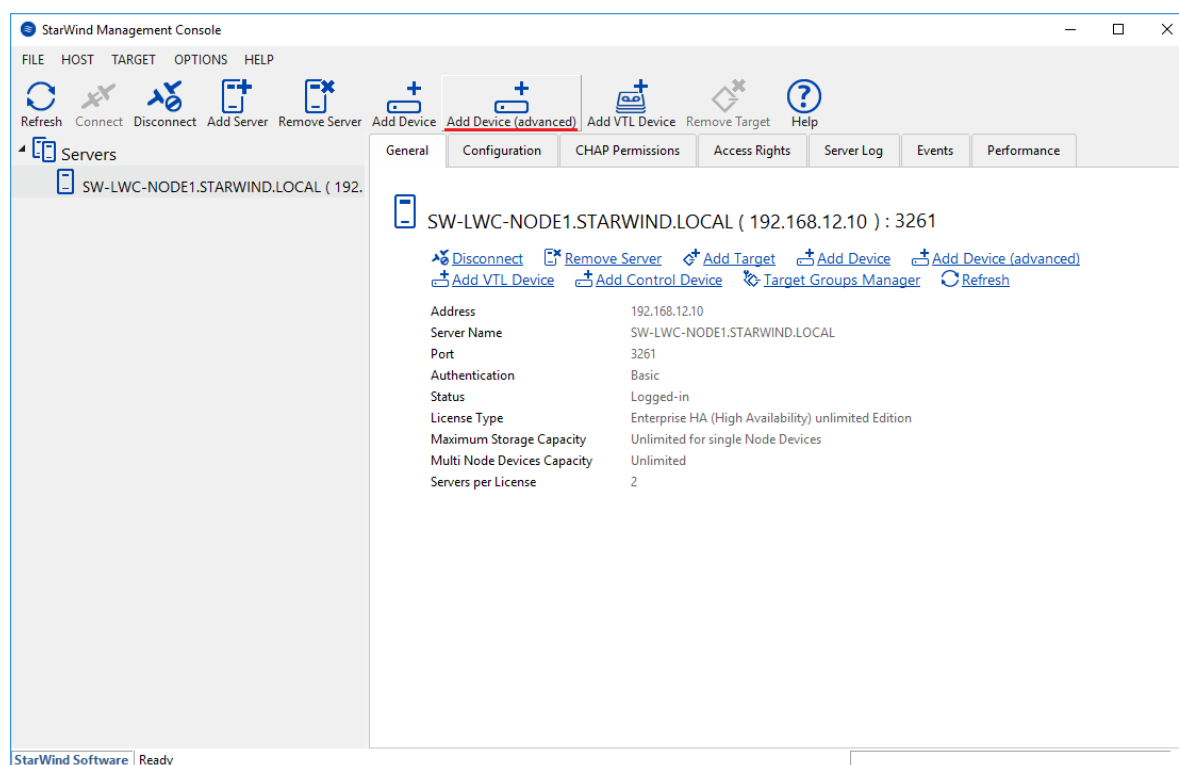 StarWind Management Console
FILE HOST TARGET OPTIONS HELP
Refresh Connect Disconnect Add Server Remove Server Add Device Add Device (advanced) Add VTL Device Remove Target Help
Servers
SW-LWC-NODE1.STARWIND.LOCAL ( 192.
General Configuration CHAP Permissions Access Rights Server Log Events Performance
SW-LWC-NODE1.STARWIND.LOCAL ( 192.168.12.10 ) : 3261
Disconnect Remove Server Add Target Add Device Add Device (advanced)
Add VTL Device Add Control Device Target Groups Manager Refresh
Address 192.168.12.10
Server Name SW-LWC-NODE1.STARWIND.LOCAL
Port 3261
Authentication Basic
Status Logged-in
License Type Enterprise HA (High Availability) unlimited Edition
Maximum Storage Capacity Unlimited for single Node Devices
Multi Node Devices Capacity Unlimited
Servers per License 2
StarWind Software Ready